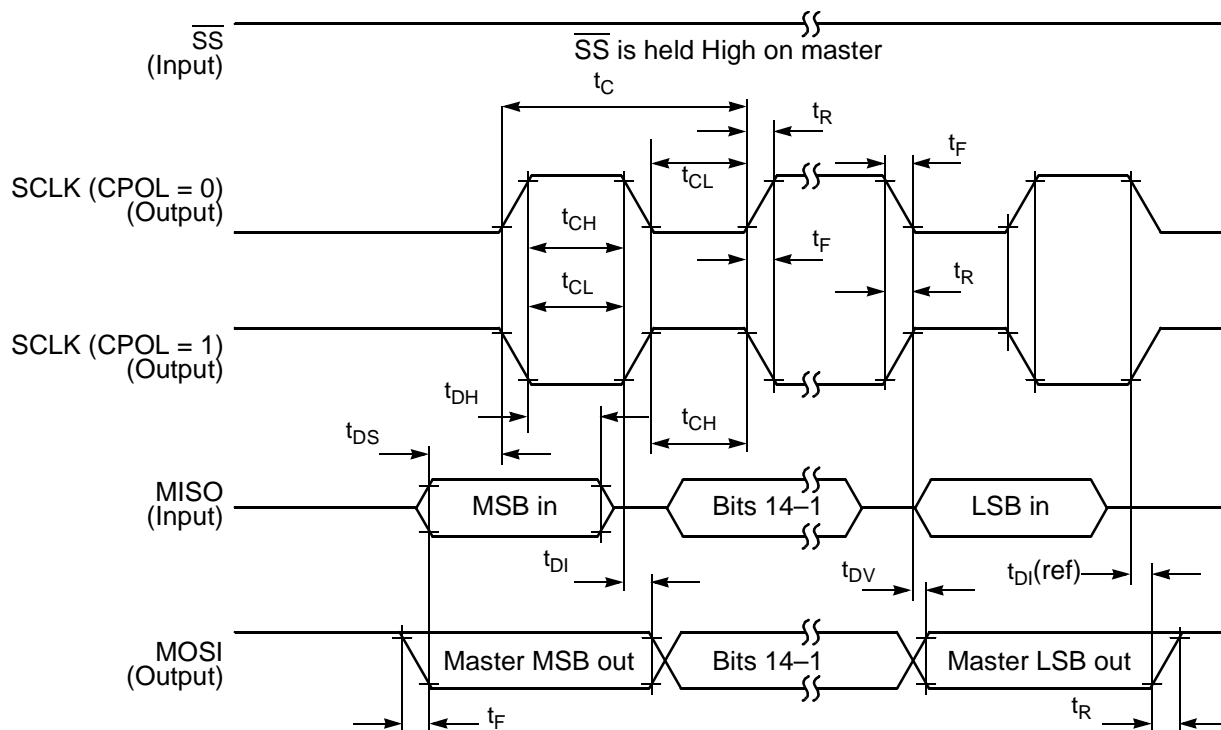 SS
(Input)
SS is held High on master
tC
tR
tF
SCLK (CPOL = 0)
(Output)
tCL
tCH
tF
tCL
tR
SCLK (CPOL = 1)
(Output)
tDH
tCH
tDS
MISO
(Input)
MSB in
Bits 14–1
LSB in
tDI
tDV
tDI(ref)
MOSI
(Output)
Master MSB out
Bits 14–1
Master LSB out
tF
tR